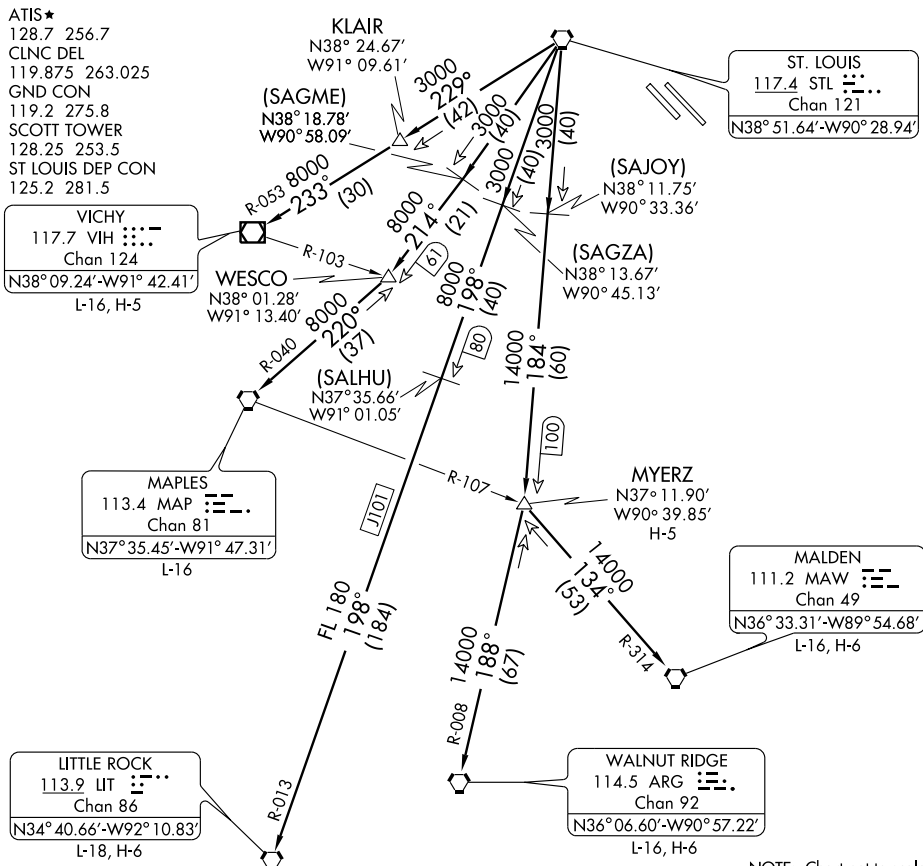 ATIS★
128.7 256.7
CLNC DEL
119.875 263.025
GND CON
119.2 275.8
SCOTT TOWER
128.25 253.5
ST LOUIS DEP CON
125.2 281.5
KLAIR
N38° 24.67′
W91° 09.61′
(SAGME)
N38° 18.78′
W90° 58.09′
ST. LOUIS
117.4 STL
Chan 121
N38° 51.64′-W90° 28.94′
3000
229°
(42)
3000
(40)
3000
(40)
3000
(40)
(SAJOY)
N38° 11.75′
W90° 33.36′
(SAGZA)
N38° 13.67′
W90° 45.13′
R-053
8000
233°
(30)
VICHY
117.7 VIH
Chan 124
N38° 09.24′-W91° 42.41′
L-16, H-5
R-103
8000
214°
(21)
61
WESCO
N38° 01.28′
W91° 13.40′
8000
198°
(40)
80
14000
184°
(60)
100
8000
220°
(37)
R-040
(SALHU)
N37° 35.66′
W91° 01.05′
MAPLES
113.4 MAP
Chan 81
N37° 35.45′-W91° 47.31′
L-16
R-107
J101
MYERZ
N37° 11.90′
W90° 39.85′
H-5
FL 180
198°
(184)
14000
134°
(53)
R-314
MALDEN
111.2 MAW
Chan 49
N36° 33.31′-W89° 54.68′
L-16, H-6
14000
188°
(67)
R-008
LITTLE ROCK
113.9 LIT
Chan 86
N34° 40.66′-W92° 10.83′
L-18, H-6
R-013
WALNUT RIDGE
114.5 ARG
Chan 92
N36° 06.60′-W90° 57.22′
L-16, H-6